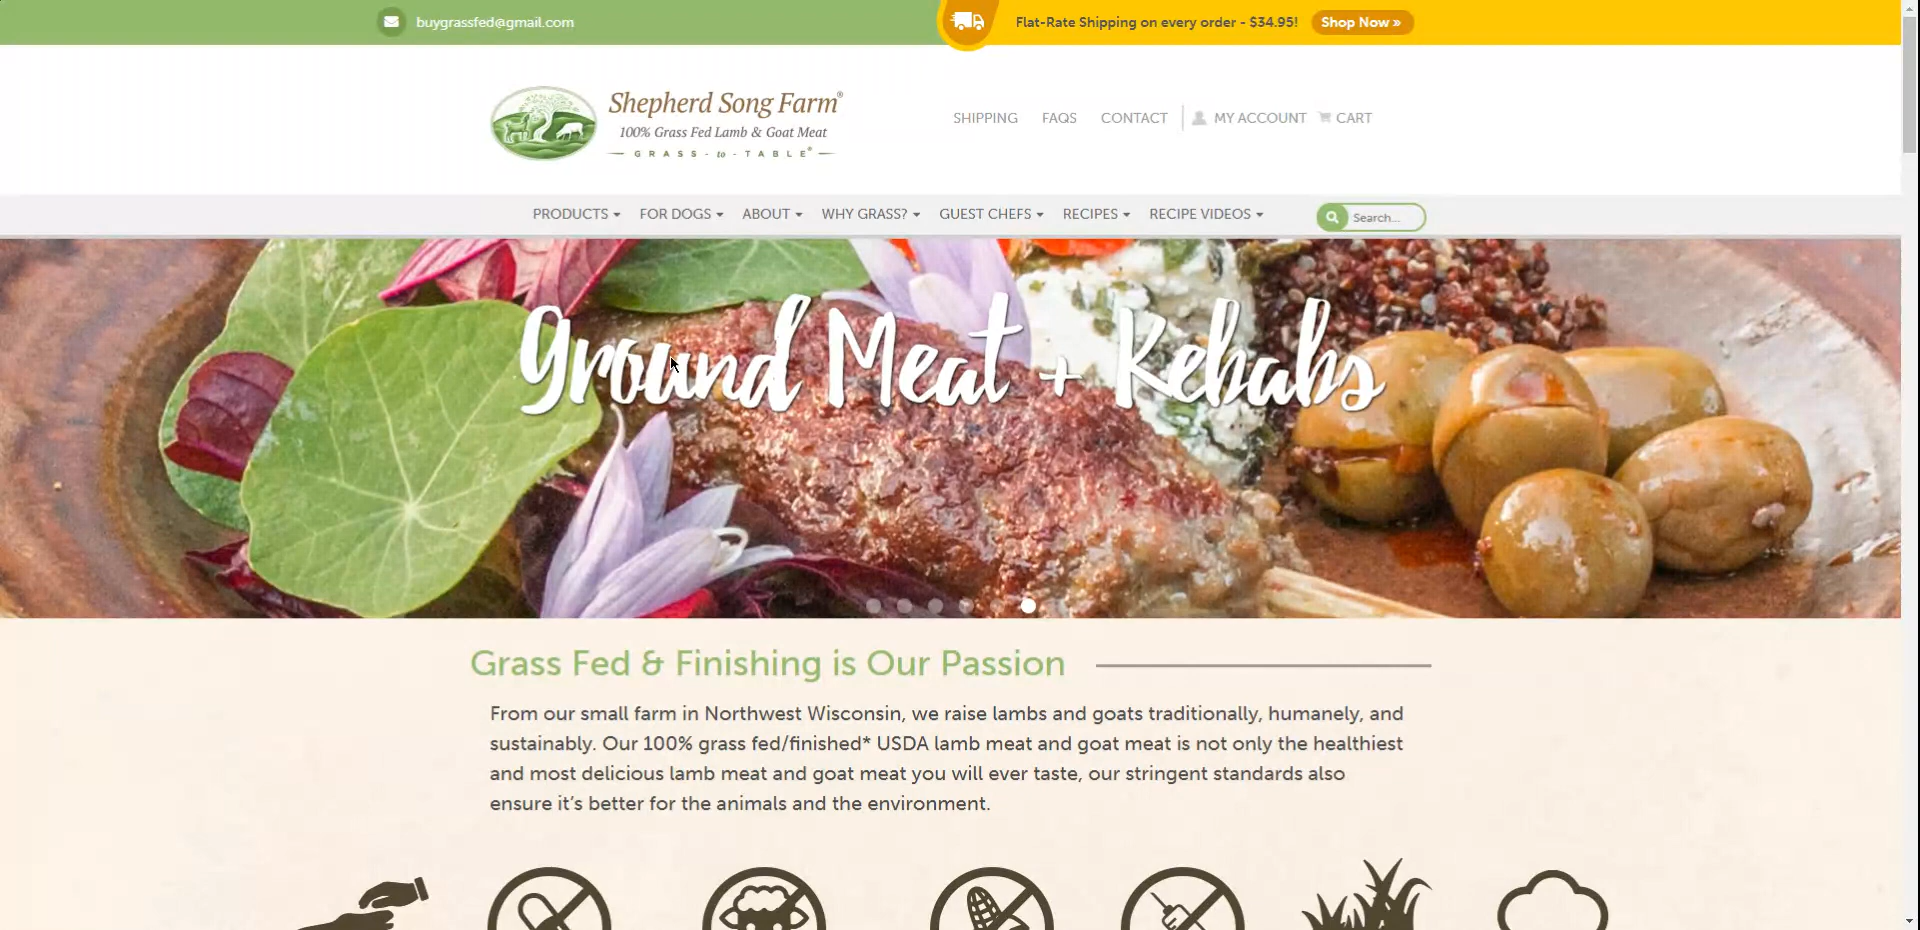 buygrassfed@gmail.com
Flat-Rate Shipping on every order - $34.95!
Shop Now »
Shepherd Song Farm®
100% Grass Fed Lamb & Goat Meat
GRASS - to - TABLE®
SHIPPING
FAQS
CONTACT
MY ACCOUNT
CART
PRODUCTS
FOR DOGS
ABOUT
WHY GRASS?
GUEST CHEFS
RECIPES
RECIPE VIDEOS
Search...
Ground Meat + Kebabs
Grass Fed & Finishing is Our Passion
From our small farm in Northwest Wisconsin, we raise lambs and goats traditionally, humanely, and
sustainably. Our 100% grass fed/finished* USDA lamb meat and goat meat is not only the healthiest
and most delicious lamb meat and goat meat you will ever taste, our stringent standards also
ensure it’s better for the animals and the environment.